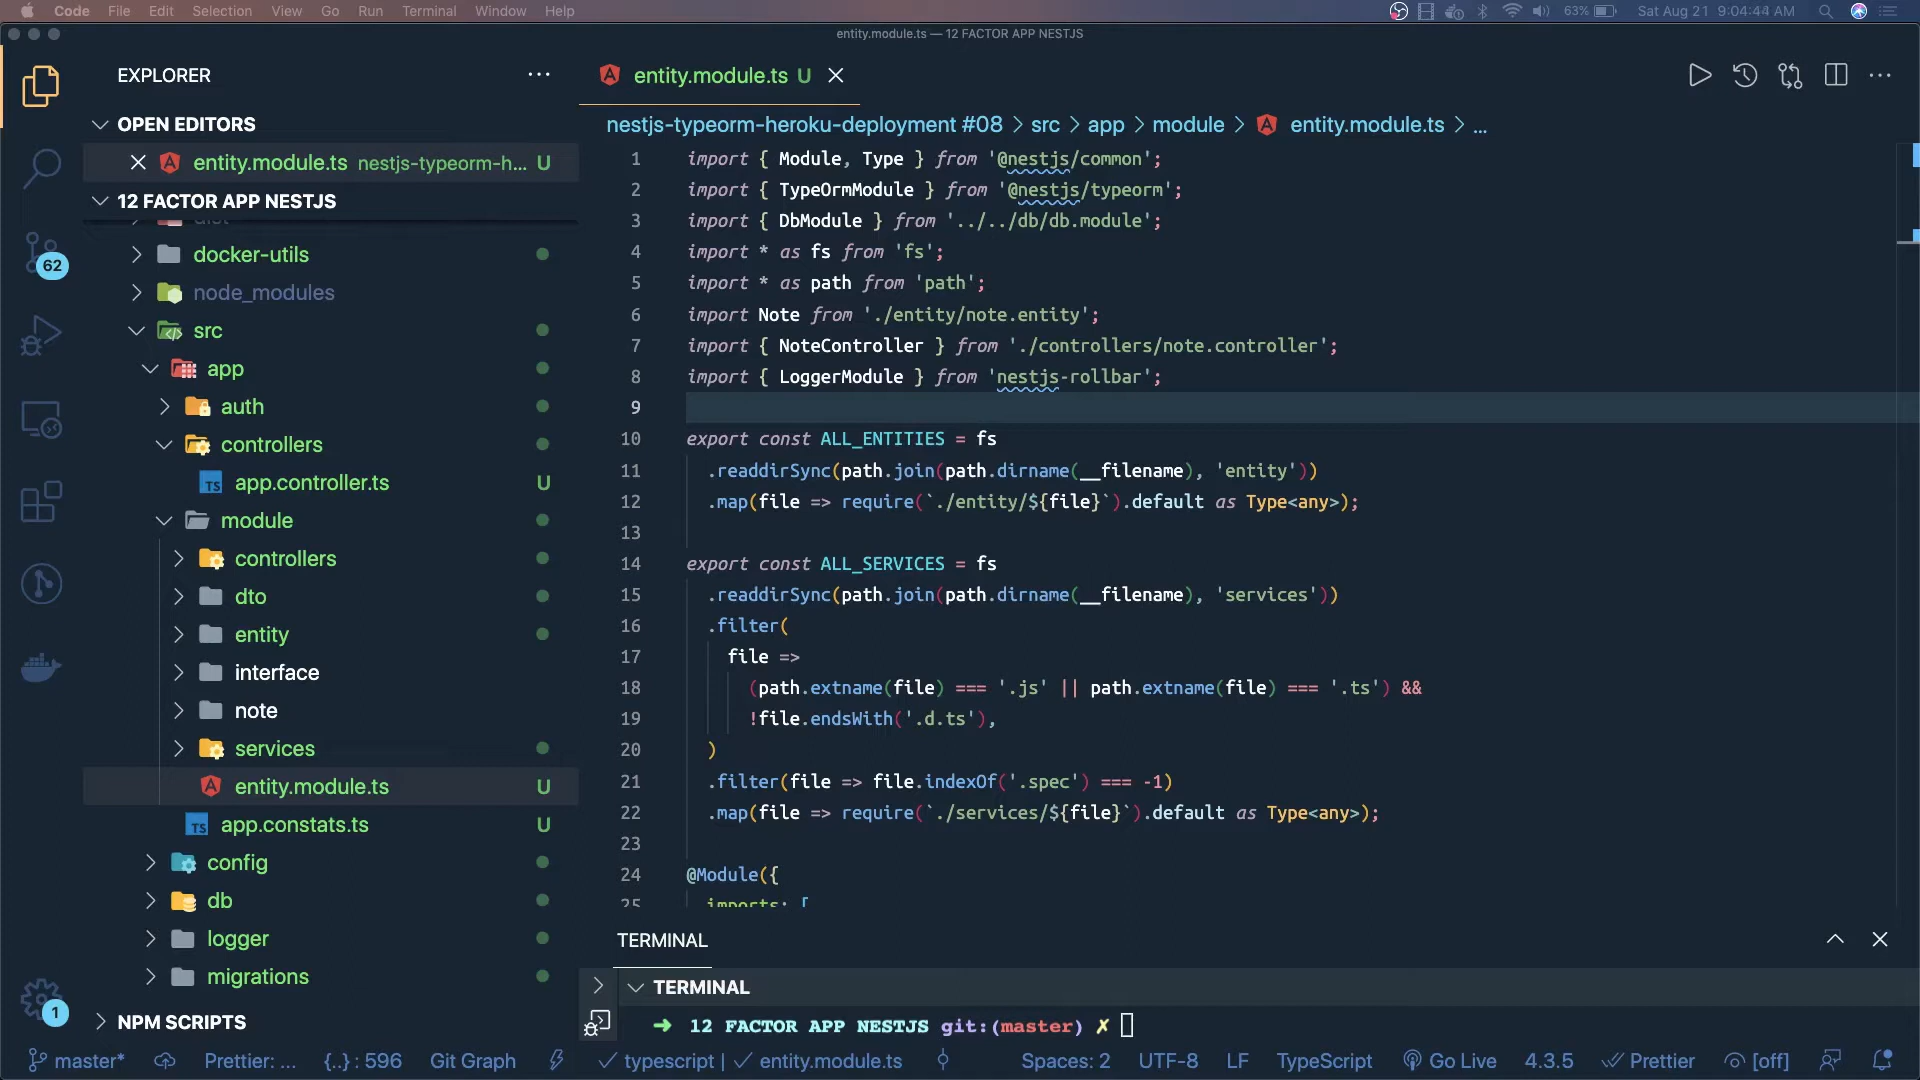 Code File Edit Selection View Go Run Terminal Window Help 63% Sat Aug 21 9:04:44 AM
entity.module.ts — 12 FACTOR APP NESTJS
EXPLORER
OPEN EDITORS
entity.module.ts nestjs-typeorm-h... U
12 FACTOR APP NESTJS
dist
docker-utils
node_modules
src
app
auth
controllers
app.controller.ts U
module
controllers
dto
entity
interface
note
services
entity.module.ts U
app.constats.ts U
config
db
logger
migrations
NPM SCRIPTS
62
1
entity.module.ts U
nestjs-typeorm-heroku-deployment #08 > src > app > module > entity.module.ts > ...
1 import { Module, Type } from '@nestjs/common';
2 import { TypeOrmModule } from '@nestjs/typeorm';
3 import { DbModule } from '../../db/db.module';
4 import * as fs from 'fs';
5 import * as path from 'path';
6 import Note from './entity/note.entity';
7 import { NoteController } from './controllers/note.controller';
8 import { LoggerModule } from 'nestjs-rollbar';
9
10 export const ALL_ENTITIES = fs
11 .readdirSync(path.join(path.dirname(__filename), 'entity'))
12 .map(file => require(`./entity/${file}`).default as Type<any>);
13
14 export const ALL_SERVICES = fs
15 .readdirSync(path.join(path.dirname(__filename), 'services'))
16 .filter(
17 file =>
18 (path.extname(file) === '.js' || path.extname(file) === '.ts') &&
19 !file.endsWith('.d.ts'),
20 )
21 .filter(file => file.indexOf('.spec') === -1)
22 .map(file => require(`./services/${file}`).default as Type<any>);
23
24 @Module({
25 imports: [
TERMINAL
TERMINAL
➜ 12 FACTOR APP NESTJS git:(master) ✗
master* Prettier: ... {..} : 596 Git Graph ✓ typescript | ✓ entity.module.ts Spaces: 2 UTF-8 LF TypeScript Go Live 4.3.5 Prettier [off]